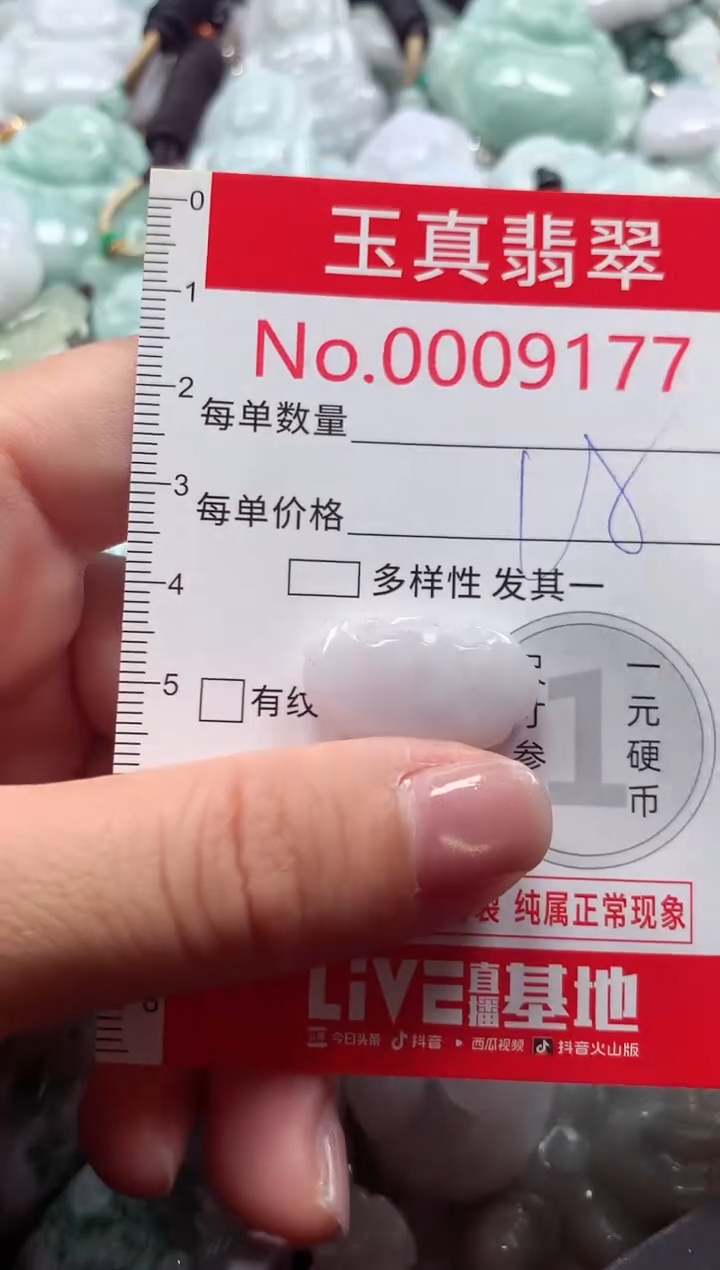 0
玉真翡翠
1
No.0009177
2
每单数量
3
每单价格
4
多样性 发其一
5
有纹
参
1
一元硬币
纯属正常现象
LiVE直播基地
今日头条 抖音 西瓜视频 抖音火山版